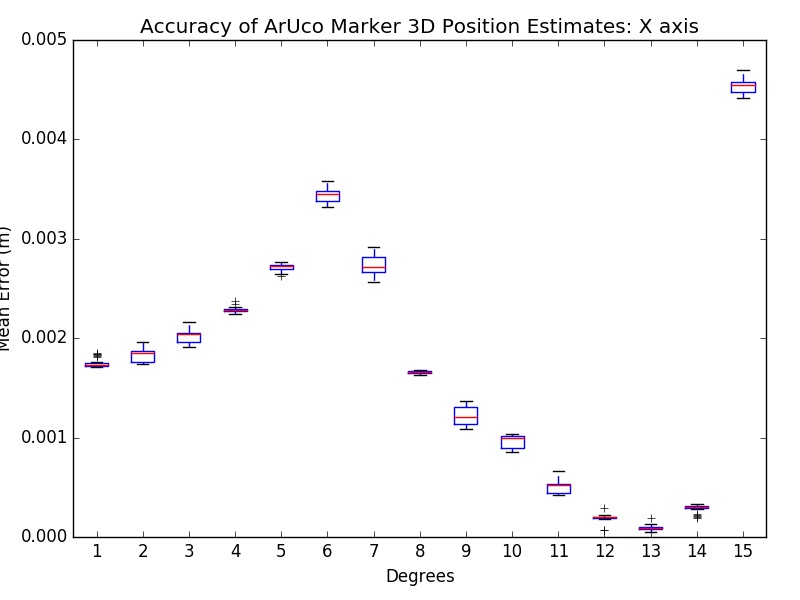 Accuracy of ArUco Marker 3D Position Estimates: X axis
0.005
0.004
0.003
0.002
0.001
0.000
Mean Error (m)
1 2 3 4 5 6 7 8 9 10 11 12 13 14 15
Degrees